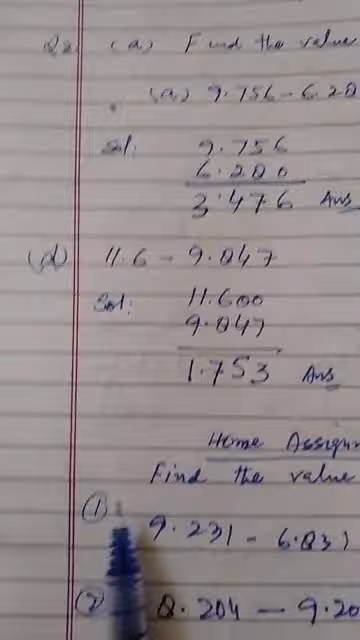 Q2 (a) Find the value
(a) 9.756 - 6.28
Sol. 9.756
6.280
3.476 Ans
(d) 11.6 - 9.847
Sol: 11.600
9.847
1.753 Ans
Home Assign
Find the value
(1) 9.231 - 6.831
(2) 8.204 -